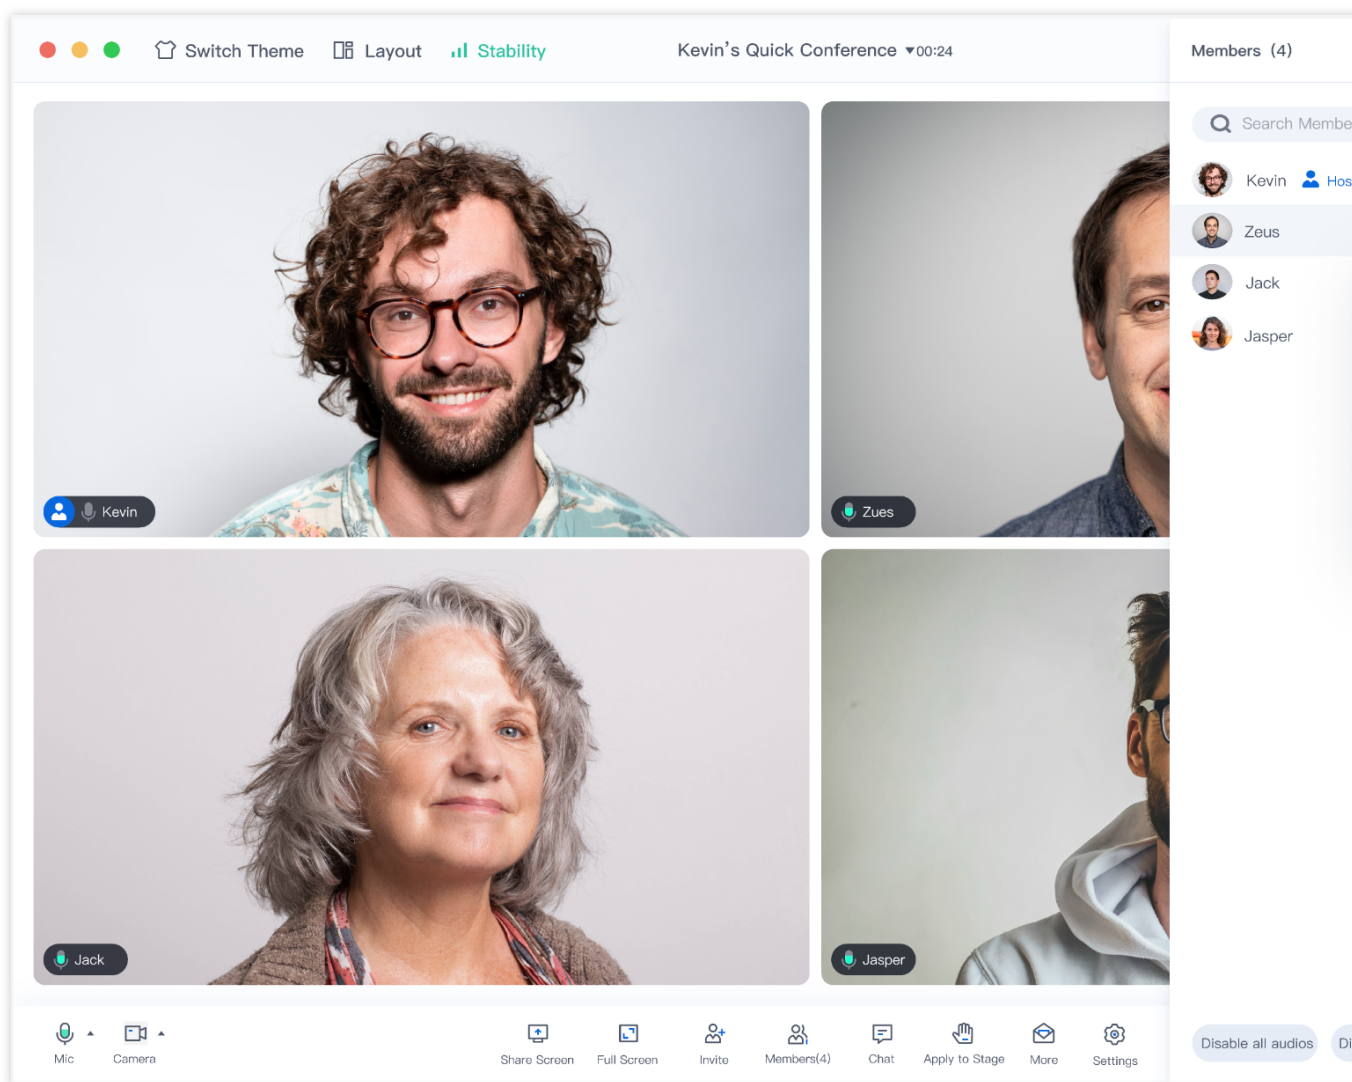 Switch Theme Layout Stability Kevin's Quick Conference ▾00:24
Members (4)
Search Membe
Kevin Hos
Zeus
Jack
Jasper
Kevin
Zues
Jack
Jasper
Mic Camera Share Screen Full Screen Invite Members(4) Chat Apply to Stage More Settings
Disable all audios Di